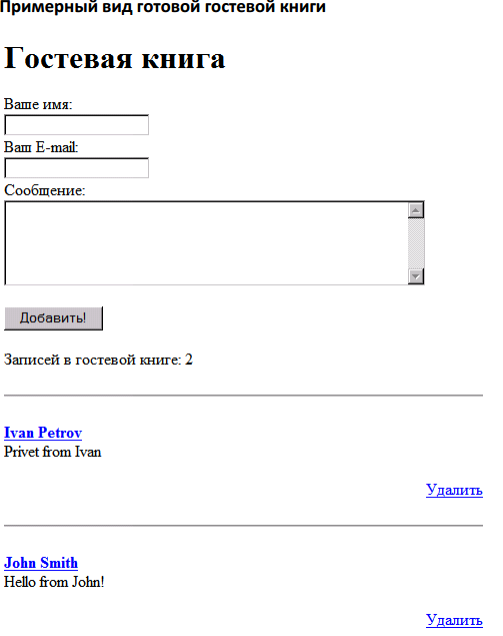 Примерный вид готовой гостевой книги
Гостевая книга
Ваше имя:
Ваш E-mail:
Сообщение:
Добавить!
Записей в гостевой книге: 2
Ivan Petrov
Privet from Ivan
Удалить
John Smith
Hello from John!
Удалить